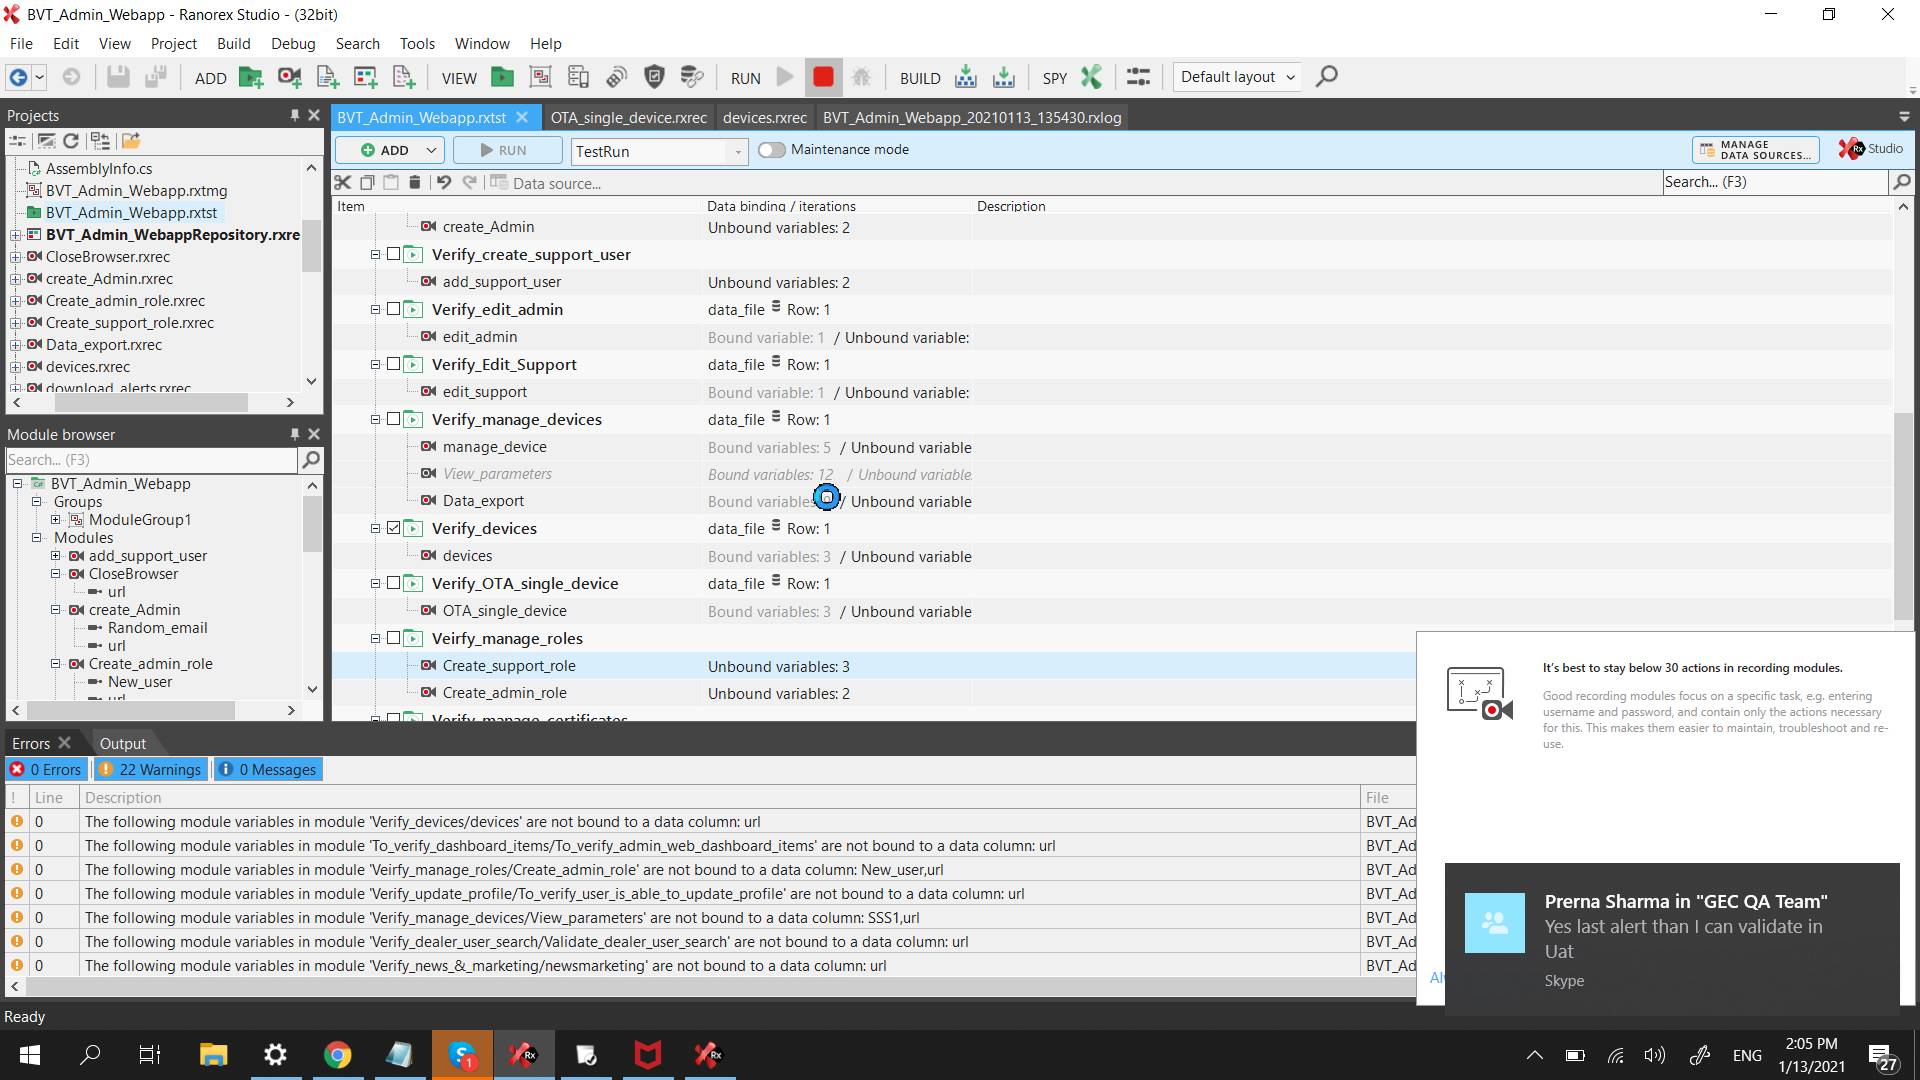 BVT_Admin_Webapp - Ranorex Studio - (32bit)
File Edit View Project Build Debug Search Tools Window Help
ADD VIEW RUN BUILD SPY Default layout
Projects
AssemblyInfo.cs
BVT_Admin_Webapp.rxtmg
BVT_Admin_Webapp.rxtst
BVT_Admin_WebappRepository.rxre
CloseBrowser.rxrec
create_Admin.rxrec
Create_admin_role.rxrec
Create_support_role.rxrec
Data_export.rxrec
devices.rxrec
download_alerts.rxrec
Module browser
Search... (F3)
BVT_Admin_Webapp
Groups
ModuleGroup1
Modules
add_support_user
CloseBrowser
url
create_Admin
Random_email
url
Create_admin_role
New_user
url
BVT_Admin_Webapp.rxtst OTA_single_device.rxrec devices.rxrec BVT_Admin_Webapp_20210113_135430.rxlog
ADD RUN TestRun Maintenance mode MANAGE DATA SOURCES... Rx Studio
Data source... Search... (F3)
Item Data binding / iterations Description
create_Admin Unbound variables: 2
Verify_create_support_user
add_support_user Unbound variables: 2
Verify_edit_admin data_file Row: 1
edit_admin Bound variables: 1 / Unbound variable:
Verify_Edit_Support data_file Row: 1
edit_support Bound variables: 1 / Unbound variable:
Verify_manage_devices data_file Row: 1
manage_device Bound variables: 5 / Unbound variable
View_parameters Bound variables: 12 / Unbound variable
Data_export Bound variables / Unbound variable
Verify_devices data_file Row: 1
devices Bound variables: 3 / Unbound variable
Verify_OTA_single_device data_file Row: 1
OTA_single_device Bound variables: 3 / Unbound variable
Veirfy_manage_roles
Create_support_role Unbound variables: 3
Create_admin_role Unbound variables: 2
Verify_manage_certificates
Errors Output
0 Errors 22 Warnings 0 Messages
! Line Description File
0 The following module variables in module 'Verify_devices/devices' are not bound to a data column: url BVT_Ad
0 The following module variables in module 'To_verify_dashboard_items/To_verify_admin_web_dashboard_items' are not bound to a data column: url BVT_Ad
0 The following module variables in module 'Veirfy_manage_roles/Create_admin_role' are not bound to a data column: New_user,url BVT_Ad
0 The following module variables in module 'Verify_update_profile/To_verify_user_is_able_to_update_profile' are not bound to a data column: url BVT_Ad
0 The following module variables in module 'Verify_manage_devices/View_parameters' are not bound to a data column: SSS1,url BVT_Ad
0 The following module variables in module 'Verify_dealer_user_search/Validate_dealer_user_search' are not bound to a data column: url BVT_Ad
0 The following module variables in module 'Verify_news_&_marketing/newsmarketing' are not bound to a data column: url BVT_Ad
It's best to stay below 30 actions in recording modules.
Good recording modules focus on a specific task, e.g. entering
username and password, and contain only the actions necessary
for this. This makes them easier to maintain, troubleshoot and re-
use.
Prerna Sharma in "GEC QA Team"
Yes last alert than I can validate in
Uat
Skype
Ready
1 Rx Rx ENG 2:05 PM
1/13/2021 27